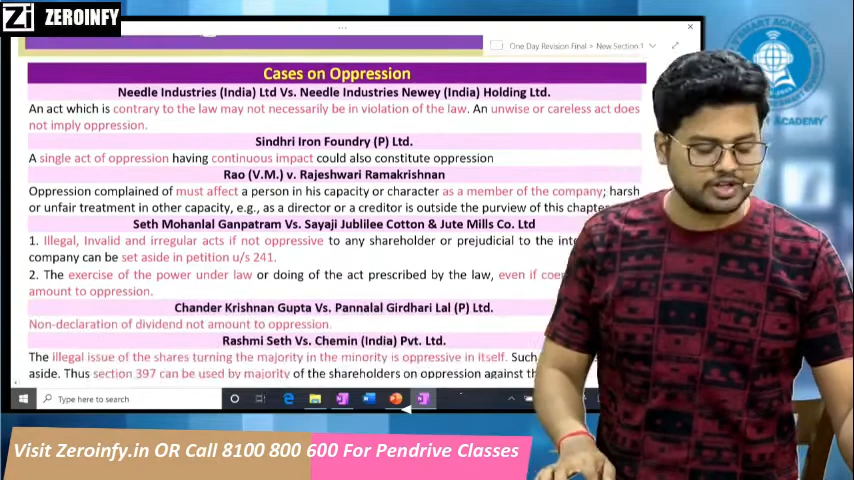 Zi ZEROINFY
One Day Revision Final > New Section 1
Cases on Oppression
Needle Industries (India) Ltd Vs. Needle Industries Newey (India) Holding Ltd.
An act which is contrary to the law may not necessarily be in violation of the law. An unwise or careless act does
not imply oppression.
Sindhri Iron Foundry (P) Ltd.
A single act of oppression having continuous impact could also constitute oppression
Rao (V.M.) v. Rajeshwari Ramakrishnan
Oppression complained of must affect a person in his capacity or character as a member of the company; harsh
or unfair treatment in other capacity, e.g., as a director or a creditor is outside the purview of this chapter
Seth Mohanlal Ganpatram Vs. Sayaji Jublilee Cotton & Jute Mills Co. Ltd
1. Illegal, Invalid and irregular acts if not oppressive to any shareholder or prejudicial to the
company can be set aside in petition u/s 241.
2. The exercise of the power under law or doing of the act prescribed by the law, even if
amount to oppression.
Chander Krishnan Gupta Vs. Pannalal Girdhari Lal (P) Ltd.
Non-declaration of dividend not amount to oppression.
Rashmi Seth Vs. Chemin (India) Pvt. Ltd.
The illegal issue of the shares turning the majority in the minority is oppressive in itself.
aside. Thus section 397 can be used by majority of the shareholders on oppression against
Type here to search
SMART ACADEMY
ACADEMY
Visit Zeroinfy.in OR Call 8100 800 600 For Pendrive Classes